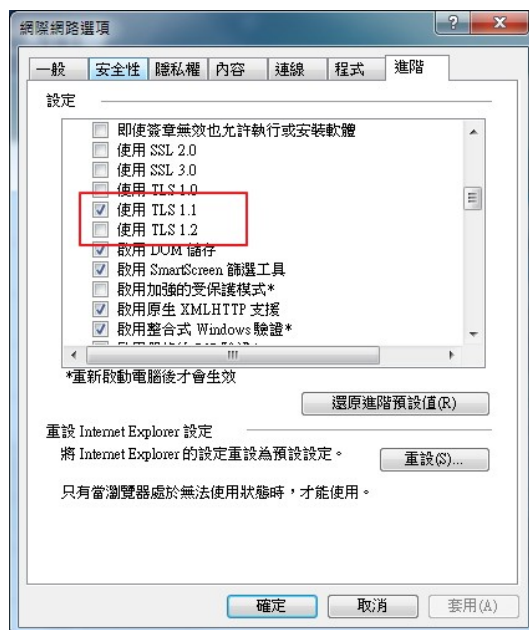 網際網路選項
一般 安全性 隱私權 內容 連線 程式 進階
設定
即使簽章無效也允許執行或安裝軟體
使用 SSL 2.0
使用 SSL 3.0
使用 TLS 1.0
使用 TLS 1.1
使用 TLS 1.2
啟用 DOM 儲存
啟用 SmartScreen 篩選工具
啟用加強的受保護模式*
啟用原生 XMLHTTP 支援
啟用整合式 Windows 驗證*
*重新啟動電腦後才會生效
還原進階預設值(R)
重設 Internet Explorer 設定
將 Internet Explorer 的設定重設為預設設定。
重設(S)...
只有當瀏覽器處於無法使用狀態時,才能使用。
確定 取消 套用(A)